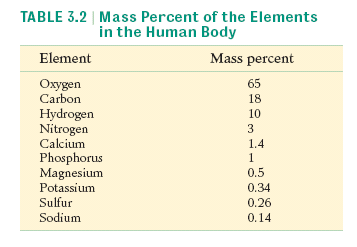 TABLE 3.2 | Mass Percent of the Elements
in the Human Body
Element Mass percent
Oxygen 65
Carbon 18
Hydrogen 10
Nitrogen 3
Calcium 1.4
Phosphorus 1
Magnesium 0.5
Potassium 0.34
Sulfur 0.26
Sodium 0.14